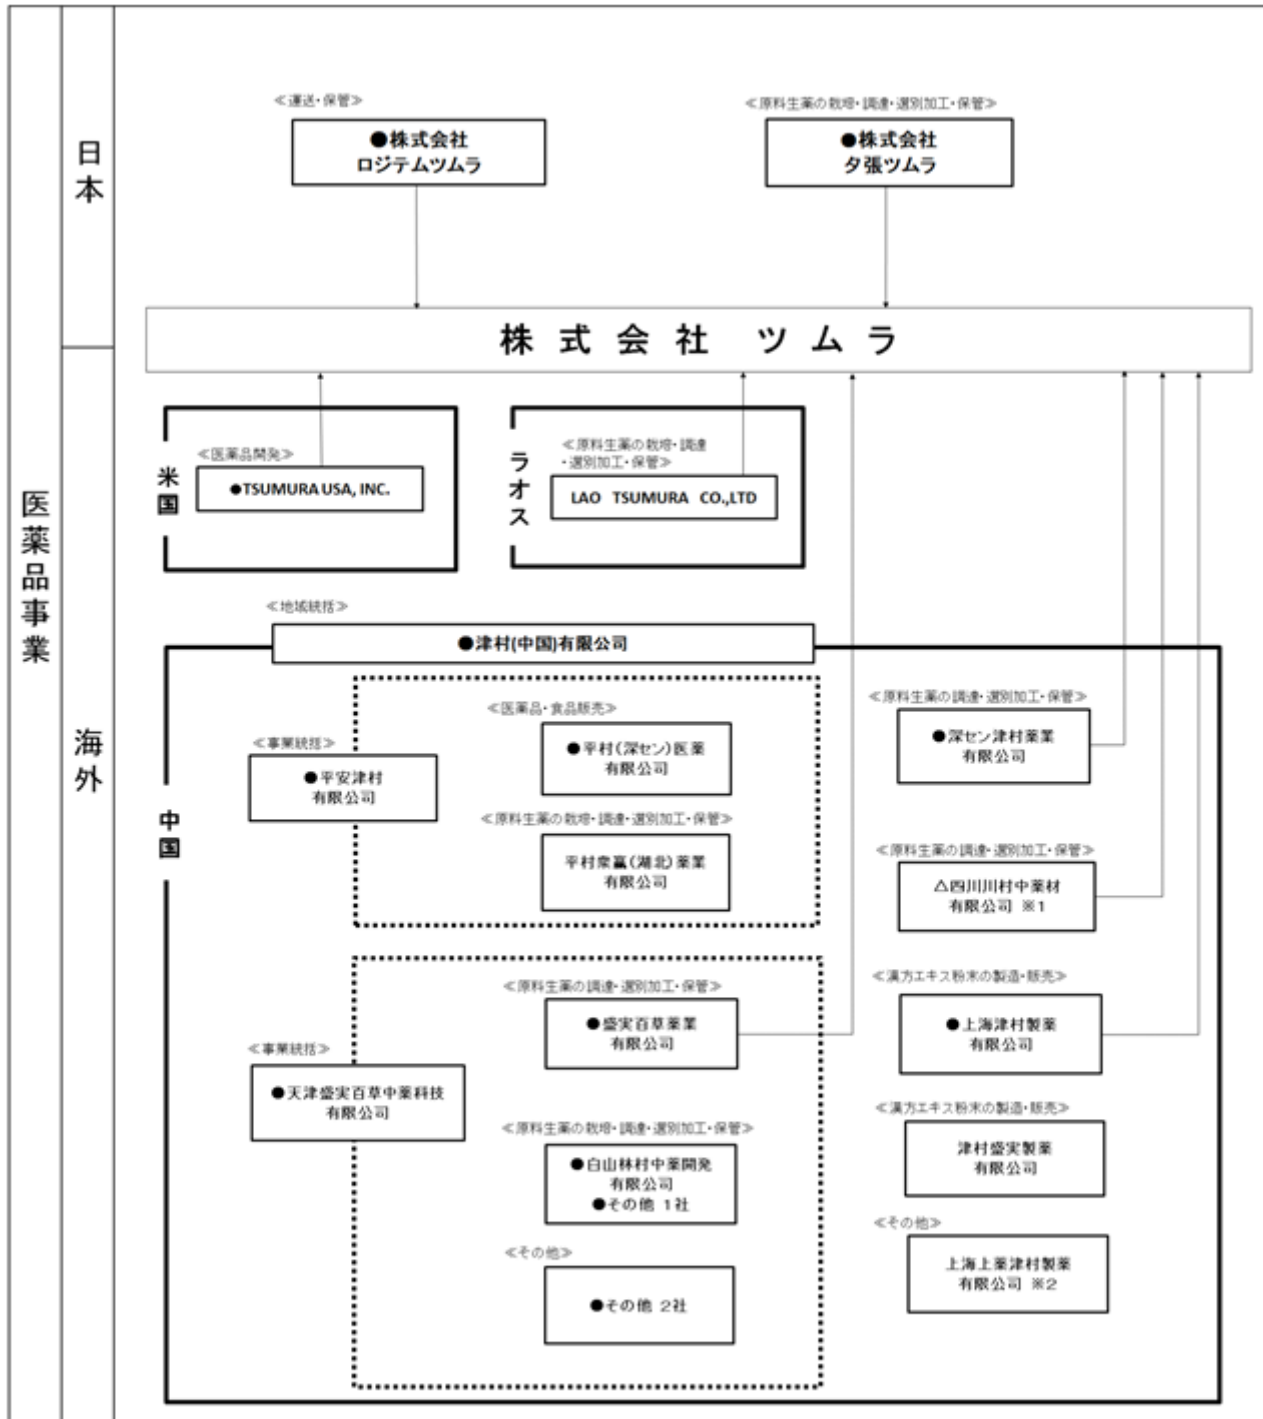 医薬品事業
日本
海外
≪運送・保管≫
●株式会社
ロジテムツムラ
≪原料生薬の栽培・調達・選別加工・保管≫
●株式会社
夕張ツムラ
株式会社 ツムラ
米国
≪医薬品開発≫
●TSUMURA USA, INC.
ラオス
≪原料生薬の栽培・調達
・選別加工・保管≫
LAO TSUMURA CO.,LTD
中国
≪地域統括≫
●津村(中国)有限公司
≪事業統括≫
●平安津村
有限公司
≪医薬品・食品販売≫
●平村(深セン)医薬
有限公司
≪原料生薬の栽培・調達・選別加工・保管≫
平村衆贏(湖北)薬業
有限公司
≪事業統括≫
●天津盛実百草中薬科技
有限公司
≪原料生薬の調達・選別加工・保管≫
●盛実百草薬業
有限公司
≪原料生薬の栽培・調達・選別加工・保管≫
●白山林村中薬開発
有限公司
●その他 1社
≪その他≫
●その他 2社
≪原料生薬の調達・選別加工・保管≫
●深セン津村薬業
有限公司
≪原料生薬の調達・選別加工・保管≫
△四川川村中薬材
有限公司 ※1
≪漢方エキス粉末の製造・販売≫
●上海津村製薬
有限公司
≪漢方エキス粉末の製造・販売≫
津村盛実製薬
有限公司
≪その他≫
上海上薬津村製薬
有限公司 ※2